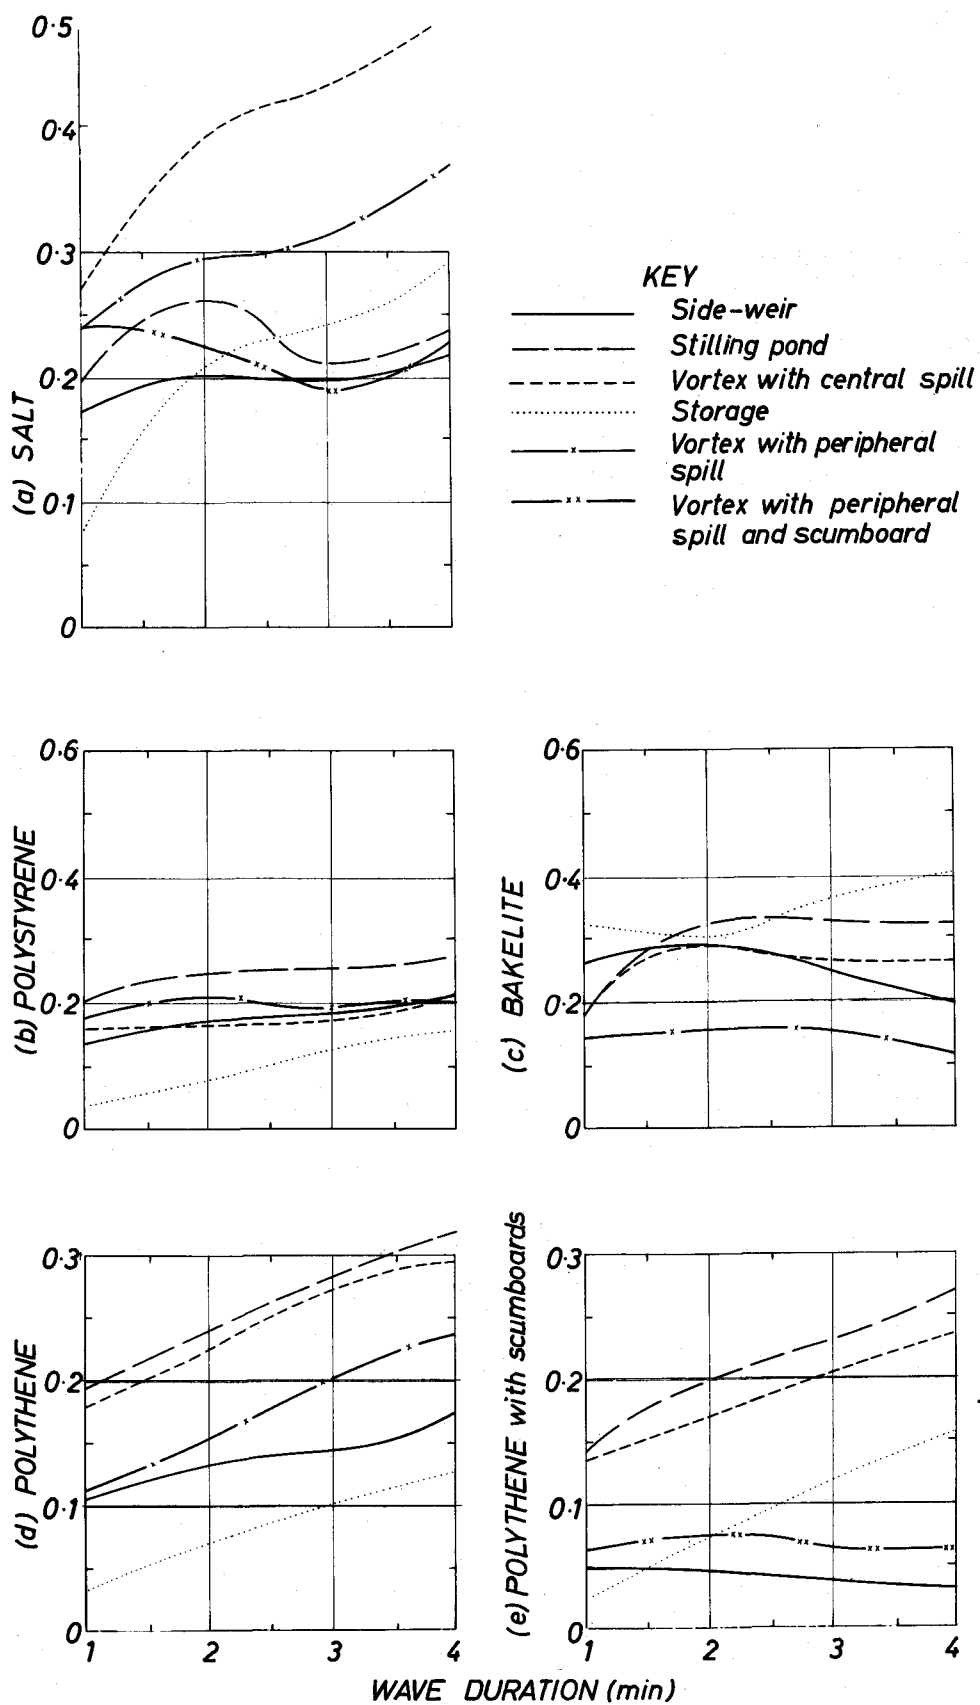 0·5
0·4
0·3
0·2
0·1
0
(a) SALT
KEY
Side-weir
Stilling pond
Vortex with central spill
Storage
Vortex with peripheral
spill
Vortex with peripheral
spill and scumboard
0·6
0·4
0·2
0
(b) POLYSTYRENE
0·6
0·4
0·2
0
(c) BAKELITE
0·3
0·2
0·1
0
(d) POLYTHENE
1 2 3 4
0·3
0·2
0·1
0
(e) POLYTHENE with scumboards
1 2 3 4
WAVE DURATION (min)